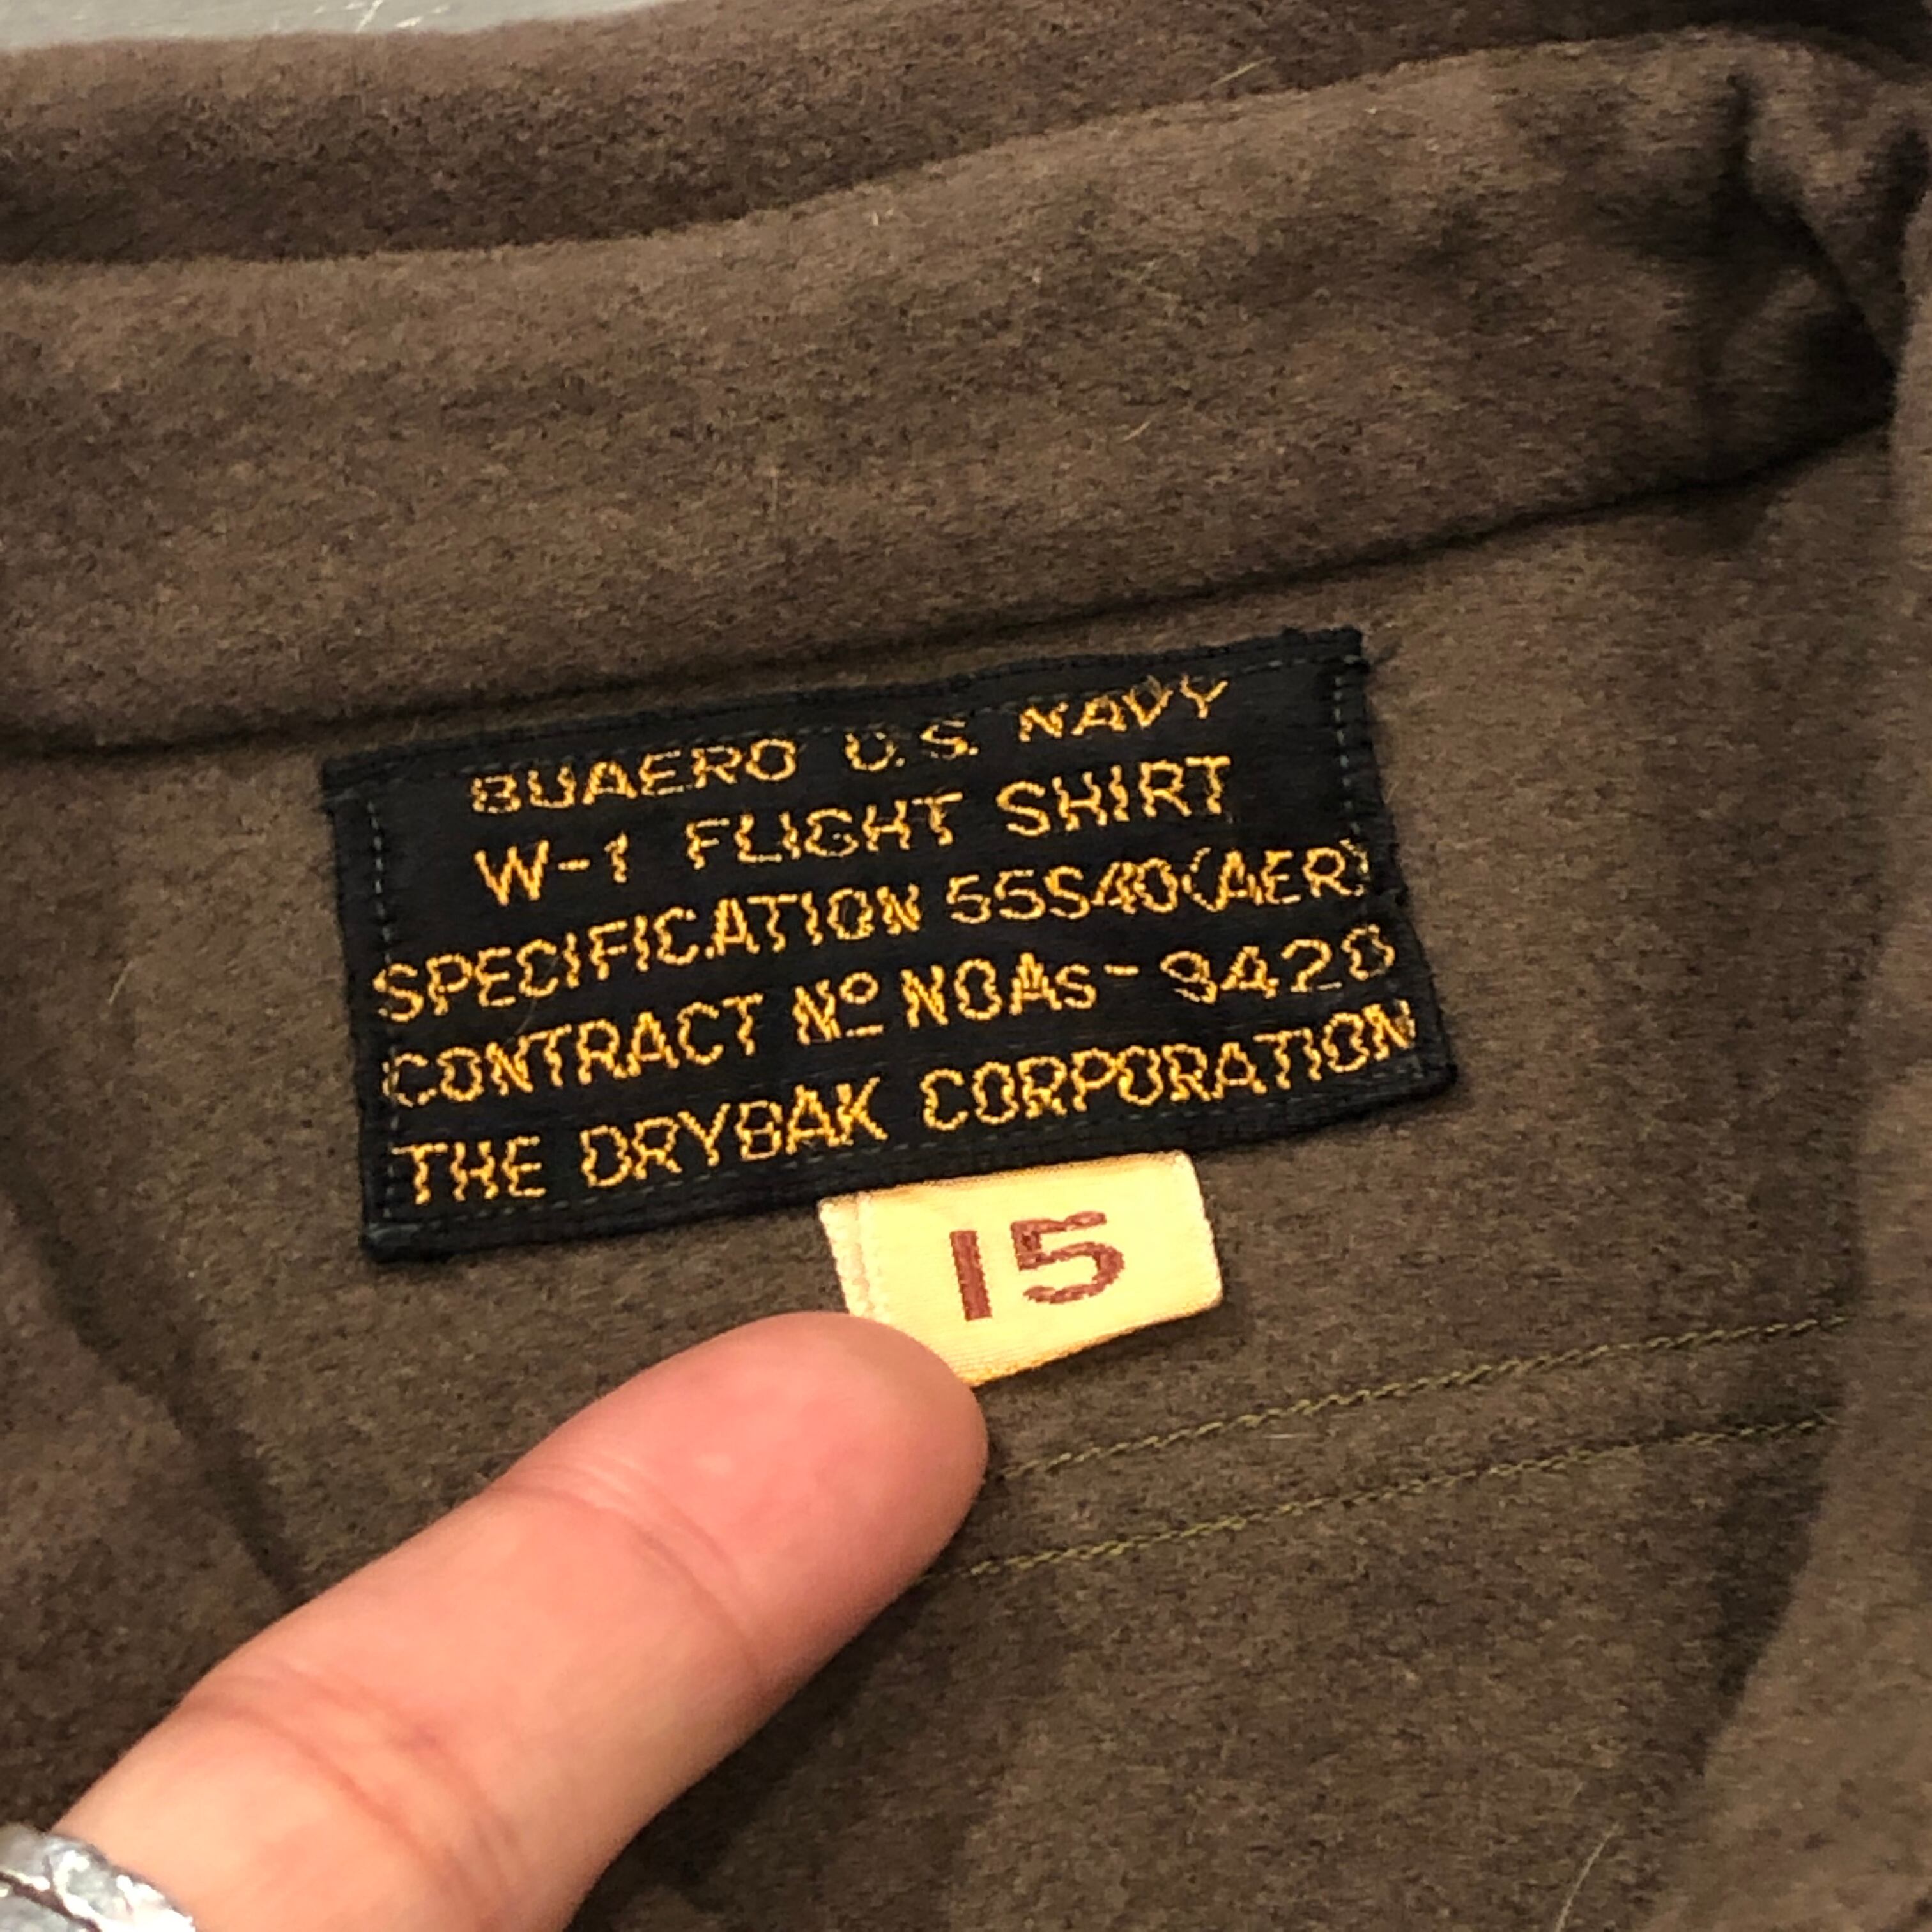 BUAERO U.S. NAVY
W-1 FLIGHT SHIRT
SPECIFICATION 55S40(AER)
CONTRACT Nº NOAs-9420
THE DRYBAK CORPORATION
15